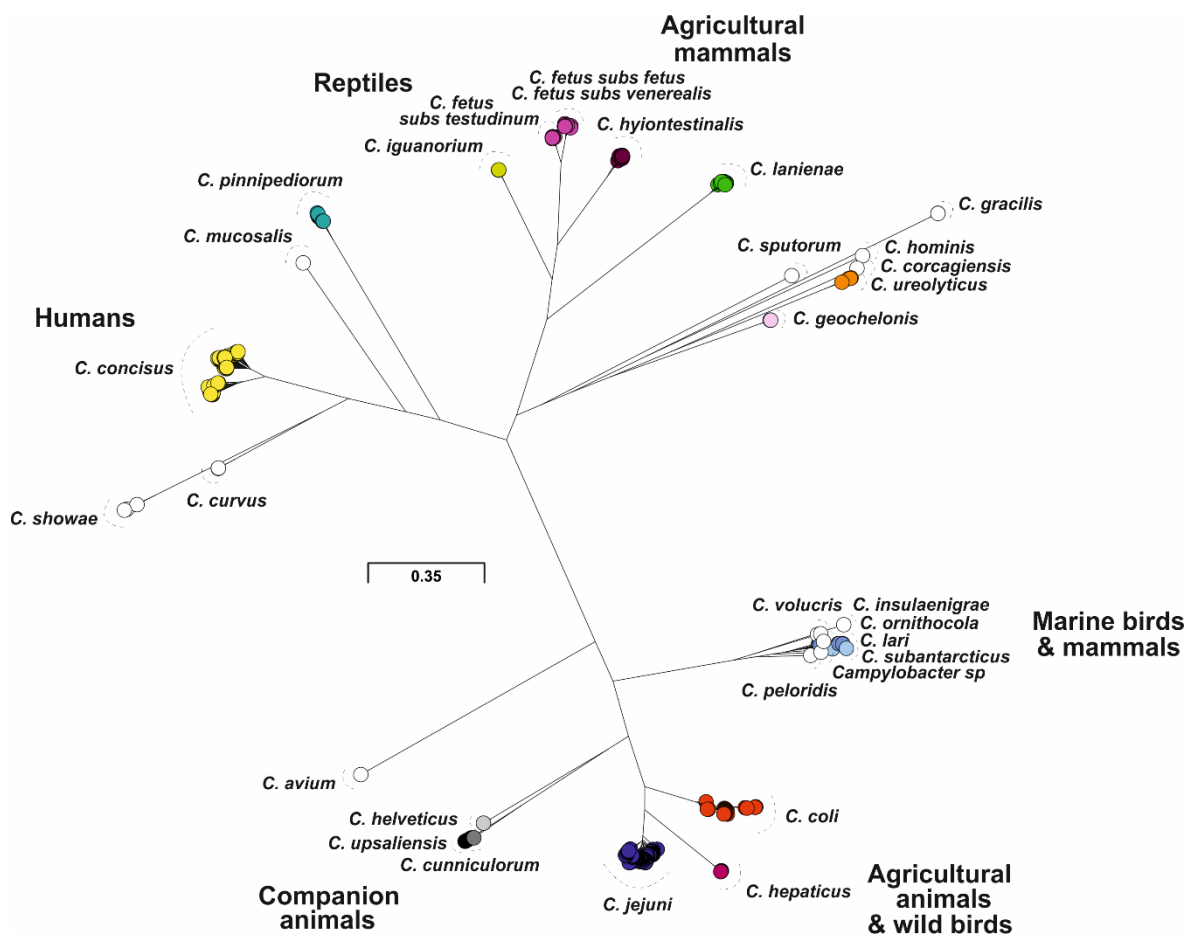 Agricultural
mammals
Reptiles
C. fetus subs fetus
C. fetus subs venerealis
C. fetus
subs testudinum
C. hyiontestinalis
C. iguanorium
C. lanienae
C. pinnipediorum
C. gracilis
C. mucosalis
C. sputorum
C. hominis
C. corcagiensis
C. ureolyticus
Humans
C. geochelonis
C. concisus
C. curvus
C. showae
0.35
C. volucris
C. insulaenigrae
C. ornithocola
C. lari
C. subantarcticus
Campylobacter sp
C. peloridis
Marine birds
& mammals
C. avium
C. helveticus
C. upsaliensis
C. cunniculorum
C. coli
Companion
animals
C. jejuni
C. hepaticus
Agricultural
animals
& wild birds